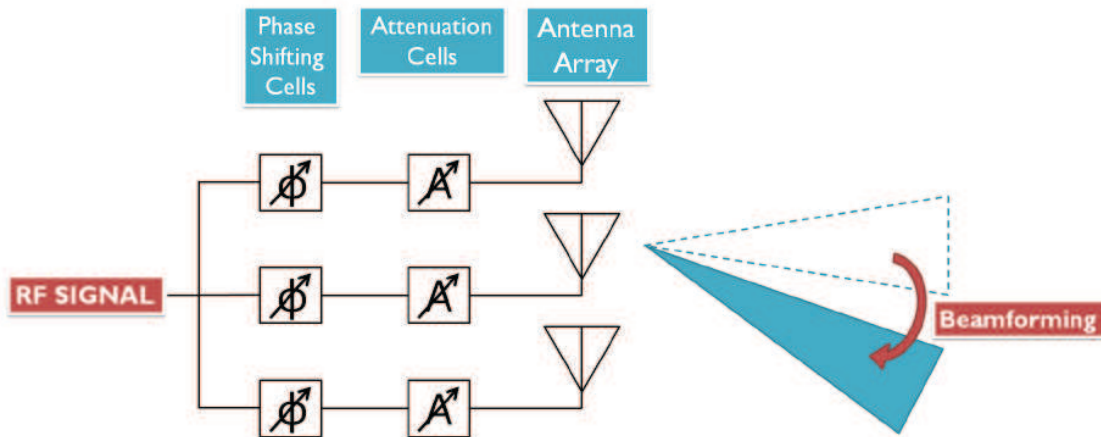 Phase
Shifting
Cells
Attenuation
Cells
Antenna
Array
ϕ
A
RF SIGNAL
ϕ
A
Beamforming
ϕ
A